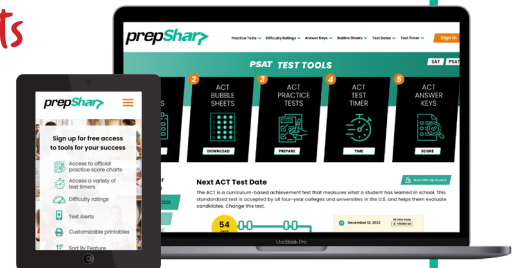 ts
prepSharp
Practice Tests Difficulty Ratings Answer Keys Bubble Sheets Test Dates Test Timer Sign In
PSAT TEST TOOLS
SAT PSAT
S
2
ACT
BUBBLE
SHEETS
DOWNLOAD
3
ACT
PRACTICE
TESTS
PREPARE
4
ACT
TEST
TIMER
TIME
5
ACT
ANSWER
KEYS
SCORE
Next ACT Test Date
The ACT is a curriculum-based achievement test that measures what a student has learned in school. This
standardized test is accepted by all four-year colleges and universities in the U.S. and helps them evaluate
candidates. Change this text.
54
December 10, 2022
MacBook Pro
prepSharp
Sign up for free access
to tools for your success
Access to official
practice score charts
Access a variety of
test timers
Difficulty ratings
Text Alerts
Customizable printables
Sort By Feature